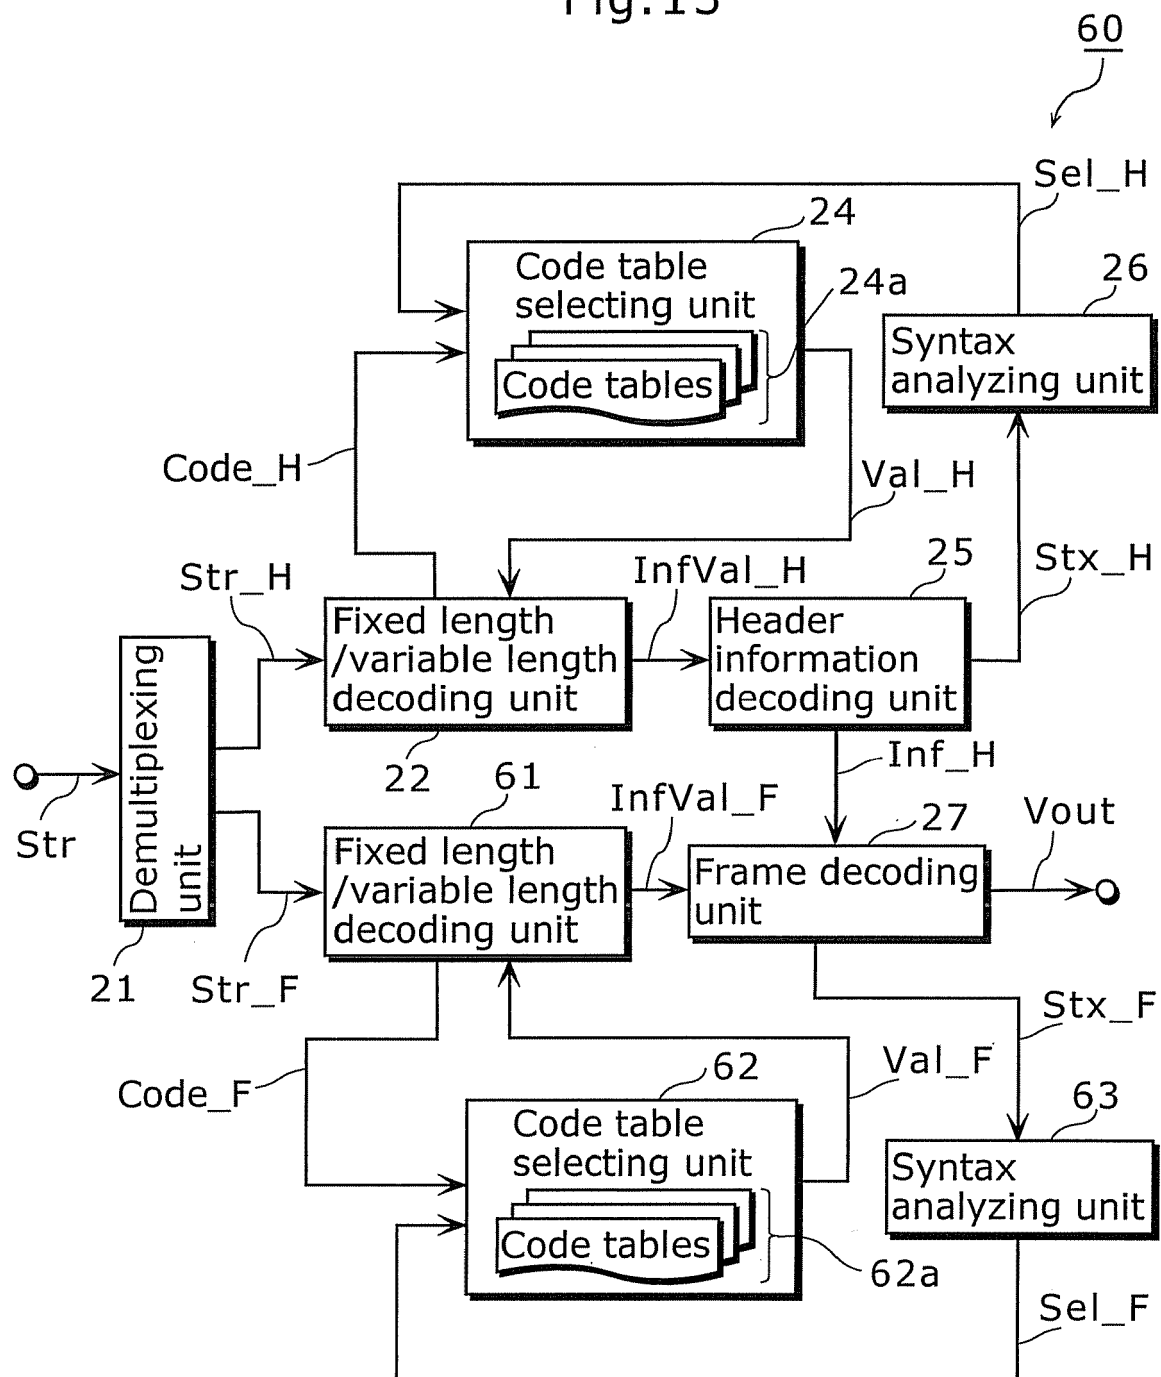 Fig.13
60
Sel_H
24
Code table
selecting unit
24a
26
Syntax
analyzing unit
Code tables
Code_H
Val_H
25
Stx_H
Str_H
InfVal_H
Fixed length
/variable length
decoding unit
Header
information
decoding unit
Demultiplexing
unit
22
61
Inf_H
InfVal_F
27
Vout
Str
Fixed length
/variable length
decoding unit
Frame decoding
unit
21
Str_F
Stx_F
Code_F
62
Val_F
63
Code table
selecting unit
Syntax
analyzing unit
Code tables
62a
Sel_F